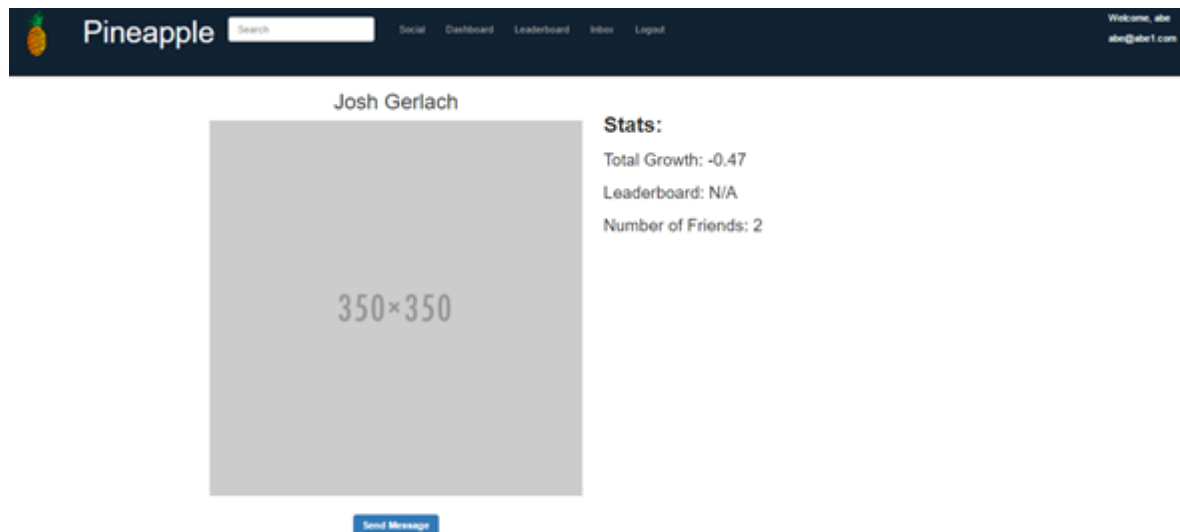 Pineapple Search Social Dashboard Leaderboard Inbox Logout Welcome, abe
abe@abe1.com
Josh Gerlach
Stats:
Total Growth: -0.47
Leaderboard: N/A
Number of Friends: 2
350×350
Send Message